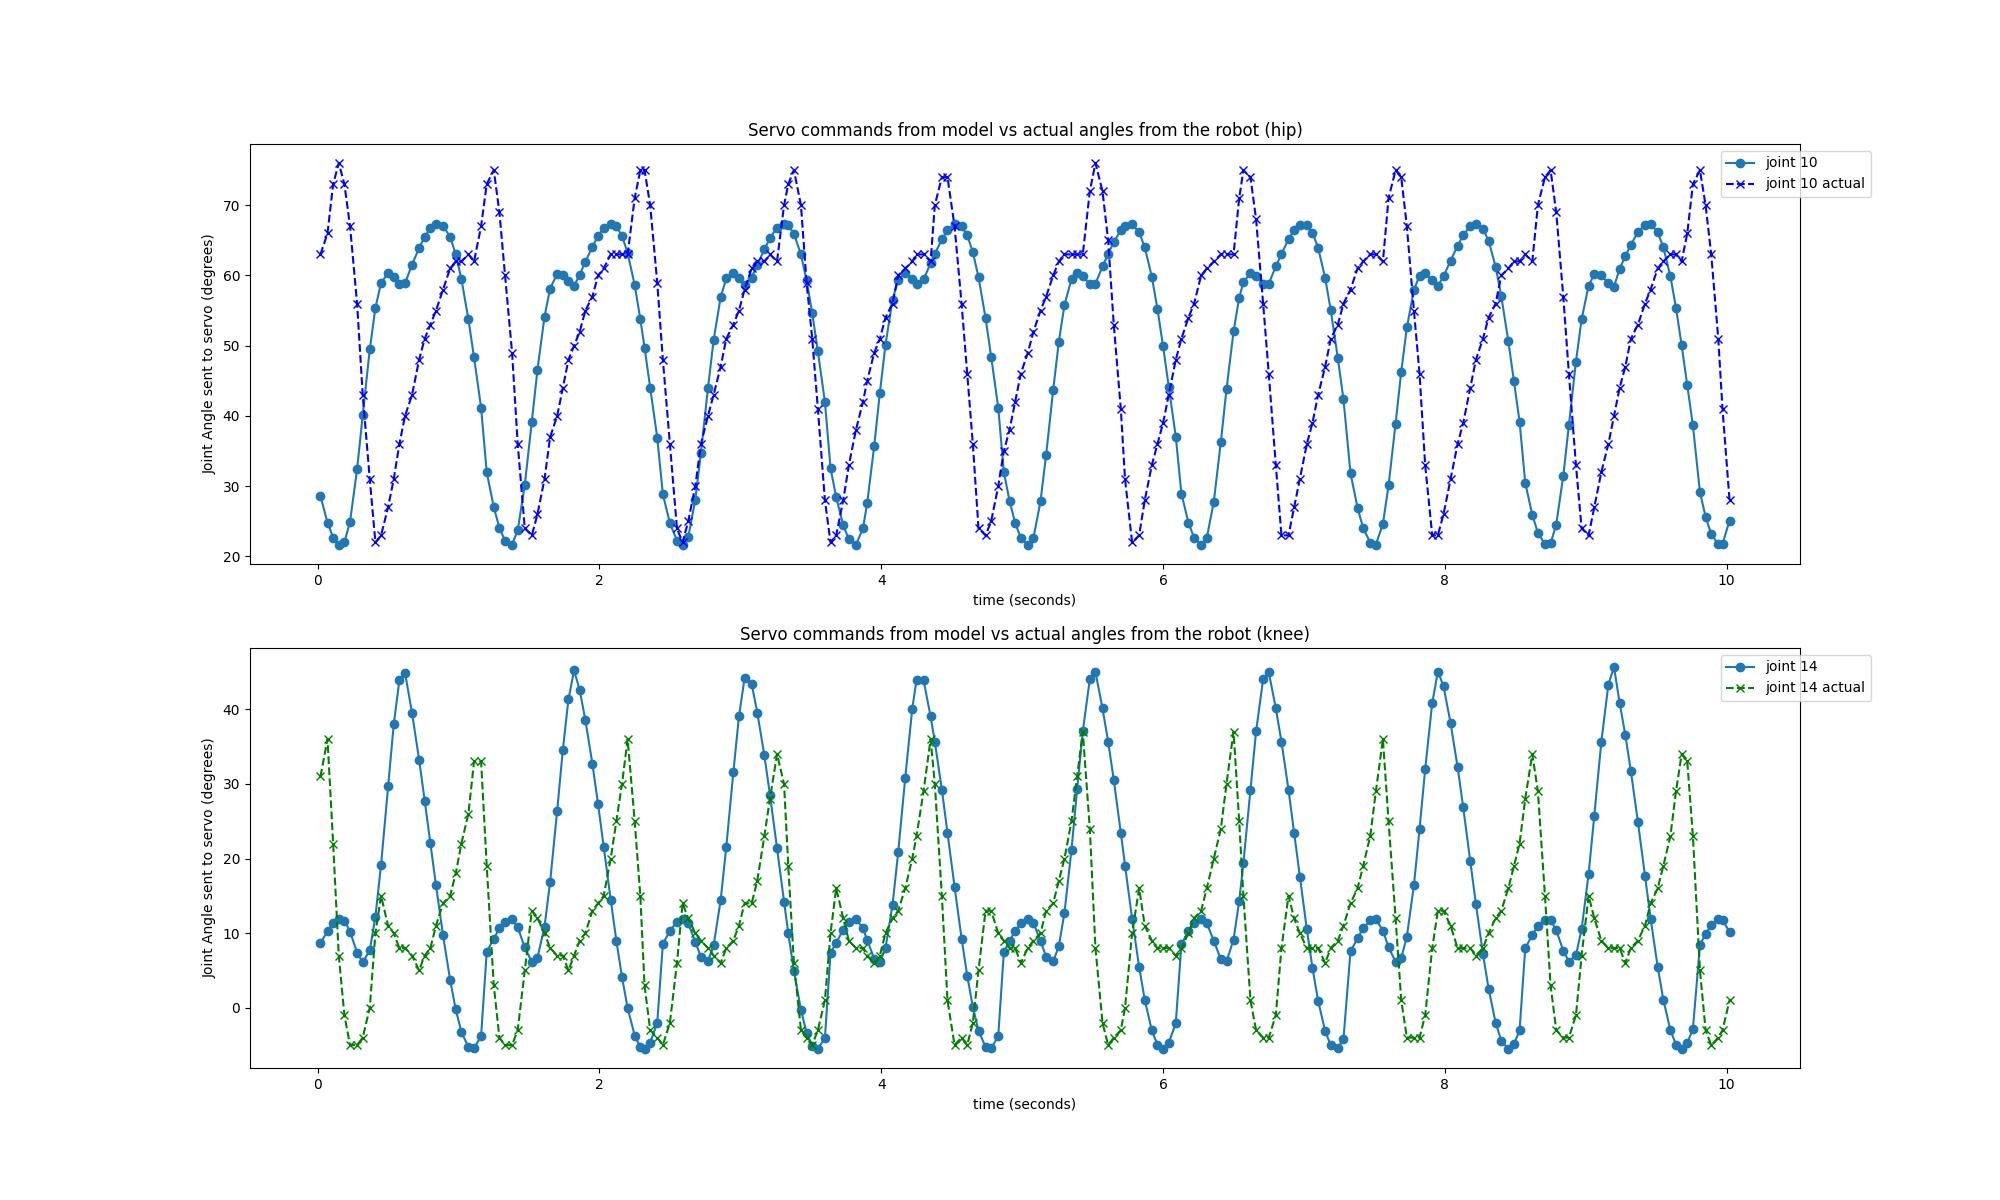 Servo commands from model vs actual angles from the robot (hip)
joint 10
joint 10 actual
70
60
50
40
30
20
Joint Angle sent to servo (degrees)
0 2 4 6 8 10
time (seconds)
Servo commands from model vs actual angles from the robot (knee)
joint 14
joint 14 actual
40
30
20
10
0
Joint Angle sent to servo (degrees)
0 2 4 6 8 10
time (seconds)